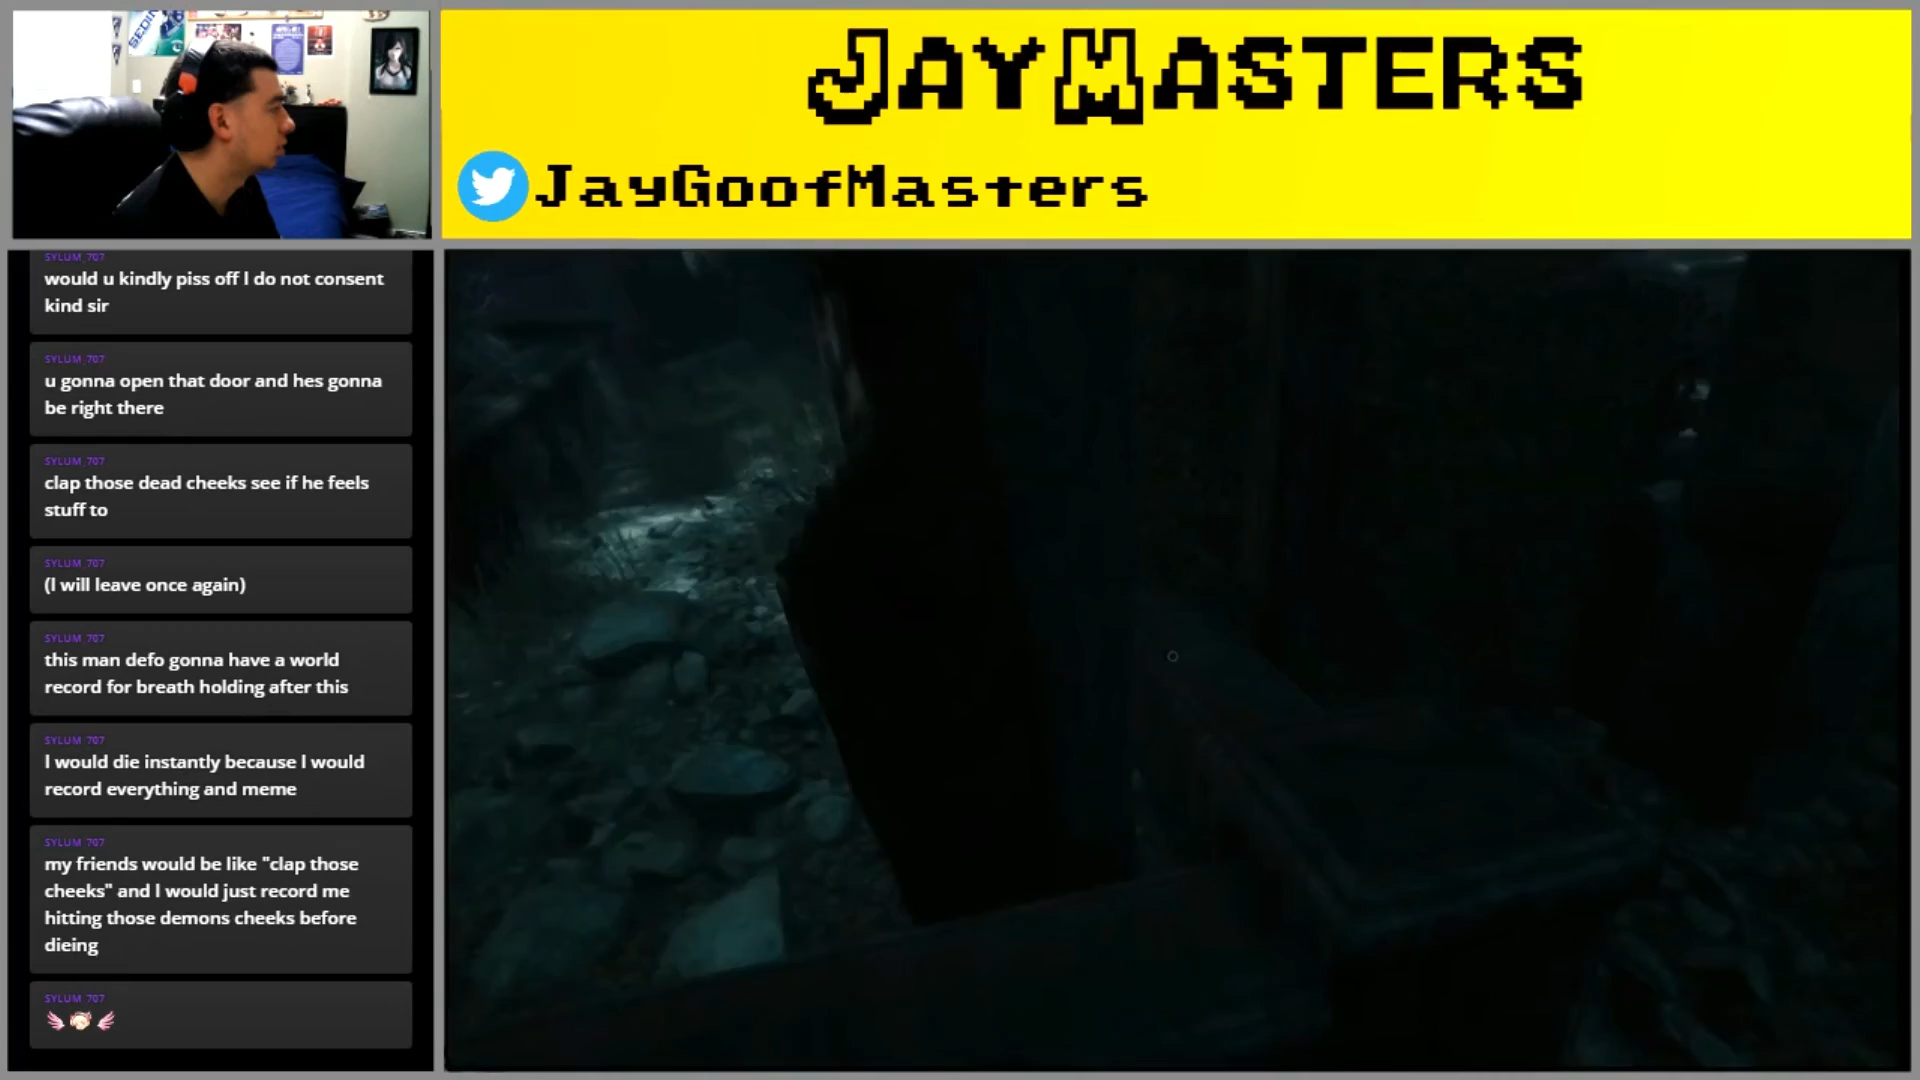 SEDIN
JAYMASTERS
JayGoofMasters
SYLUM_707
would u kindly piss off I do not consent
kind sir
SYLUM_707
u gonna open that door and hes gonna
be right there
SYLUM_707
clap those dead cheeks see if he feels
stuff to
SYLUM_707
(I will leave once again)
SYLUM_707
this man defo gonna have a world
record for breath holding after this
SYLUM_707
I would die instantly because I would
record everything and meme
SYLUM_707
my friends would be like "clap those
cheeks" and I would just record me
hitting those demons cheeks before
dieing
SYLUM_707